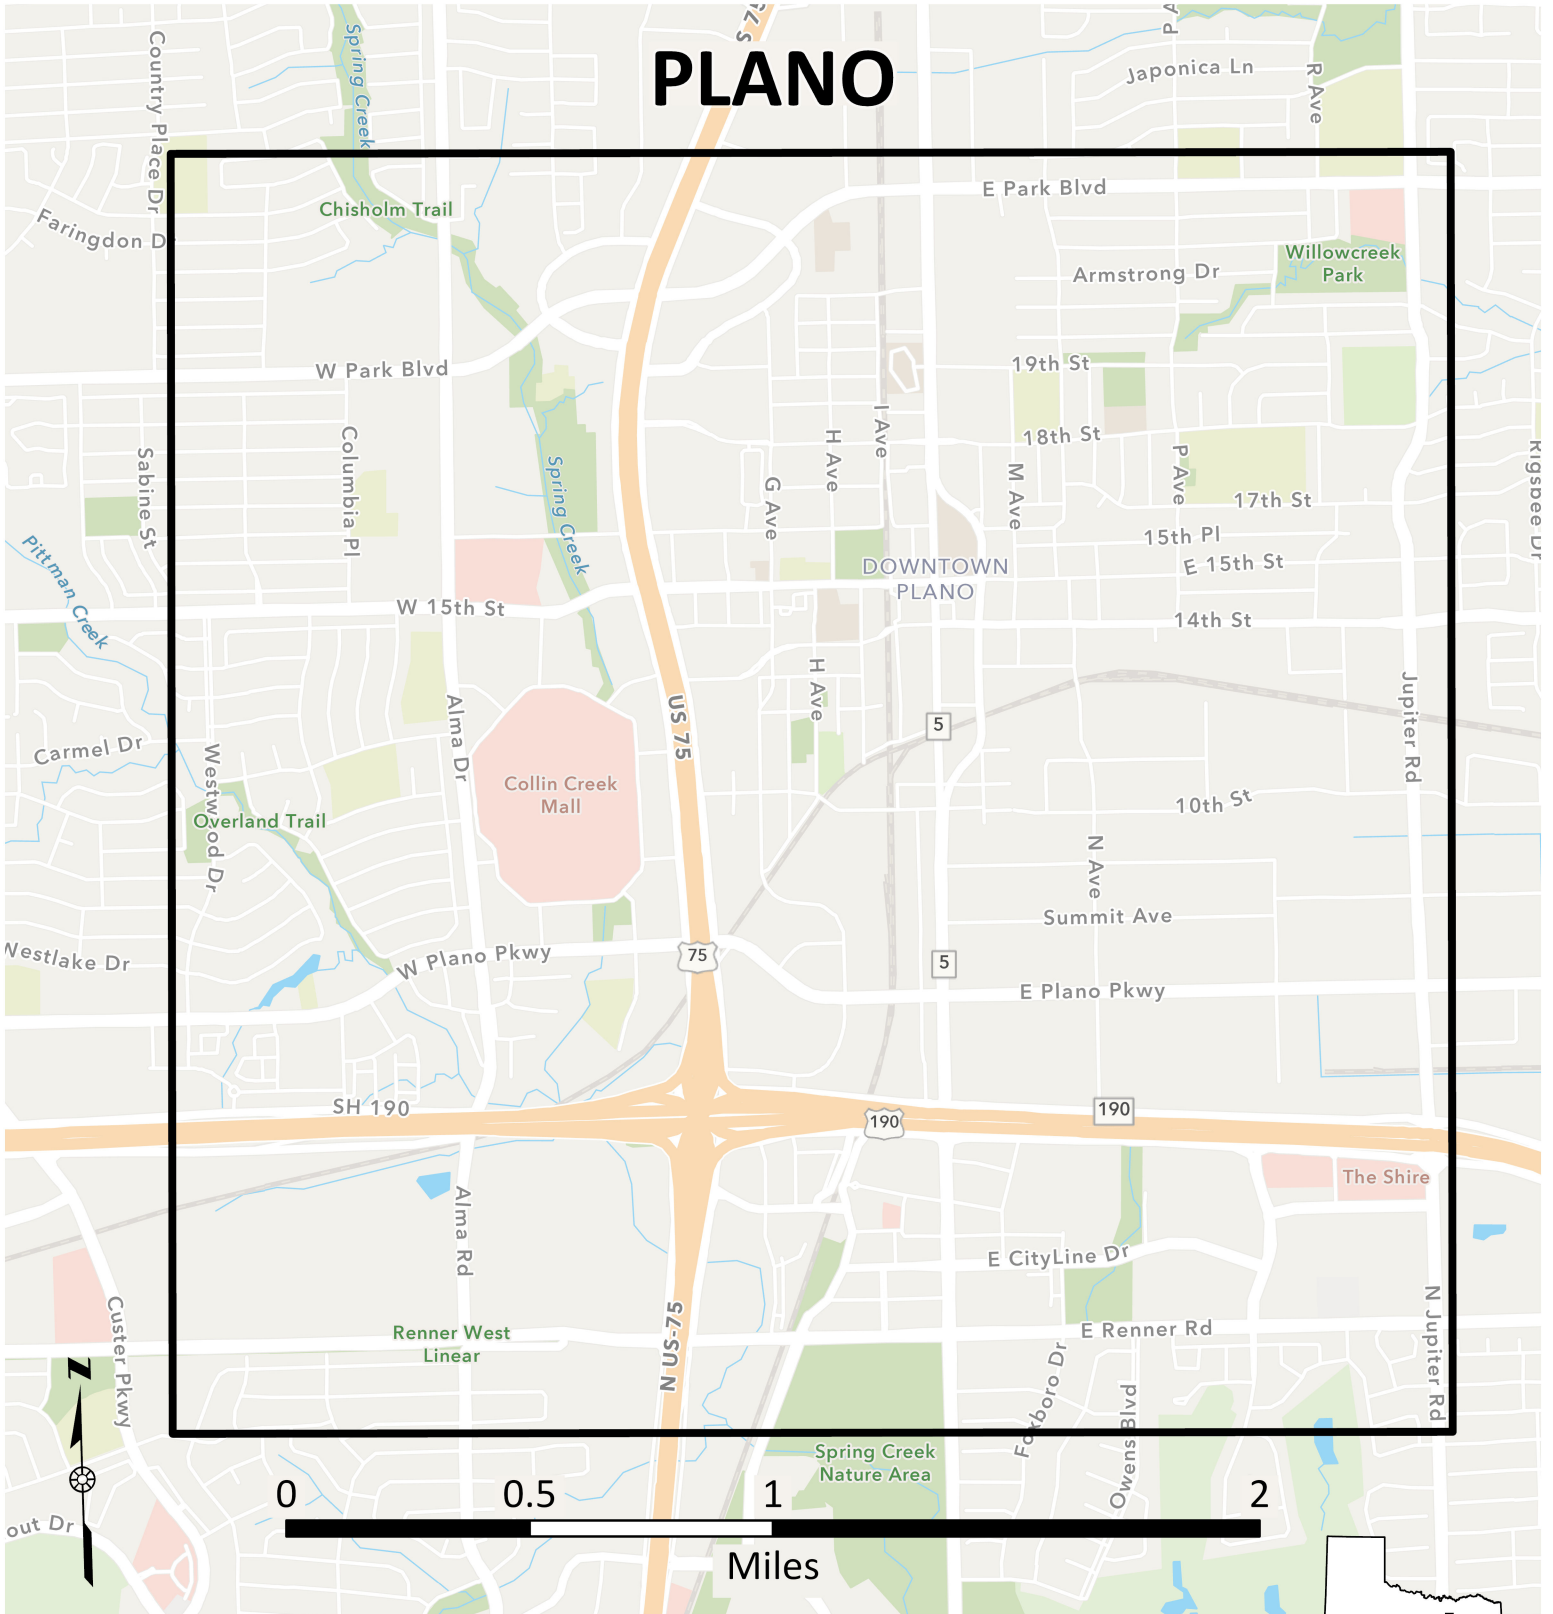 S 75
P A
PLANO
Country Place Dr
Spring Creek
Japonica Ln
R Ave
E Park Blvd
Chisholm Trail
Faringdon D
Willowcreek
Park
Armstrong Dr
W Park Blvd
19th St
I Ave
H Ave
18th St
Columbia Pl
Sabine St
G Ave
M Ave
P Ave
Rigsbee Dr
Spring Creek
17th St
15th Pl
E 15th St
DOWNTOWN
PLANO
Pittman Creek
W 15th St
14th St
H Ave
US 75
Alma Dr
Jupiter Rd
5
Carmel Dr
Westwood Dr
Collin Creek
Mall
10th St
Overland Trail
N Ave
Summit Ave
Westlake Dr
W Plano Pkwy
75
5
E Plano Pkwy
SH 190
190
190
The Shire
Alma Rd
E CityLine Dr
Custer Pkwy
N US-75
Renner West
Linear
E Renner Rd
N Jupiter Rd
N
Foxboro Dr
Owens Blvd
Spring Creek
Nature Area
out Dr
0 0.5 1 2
Miles